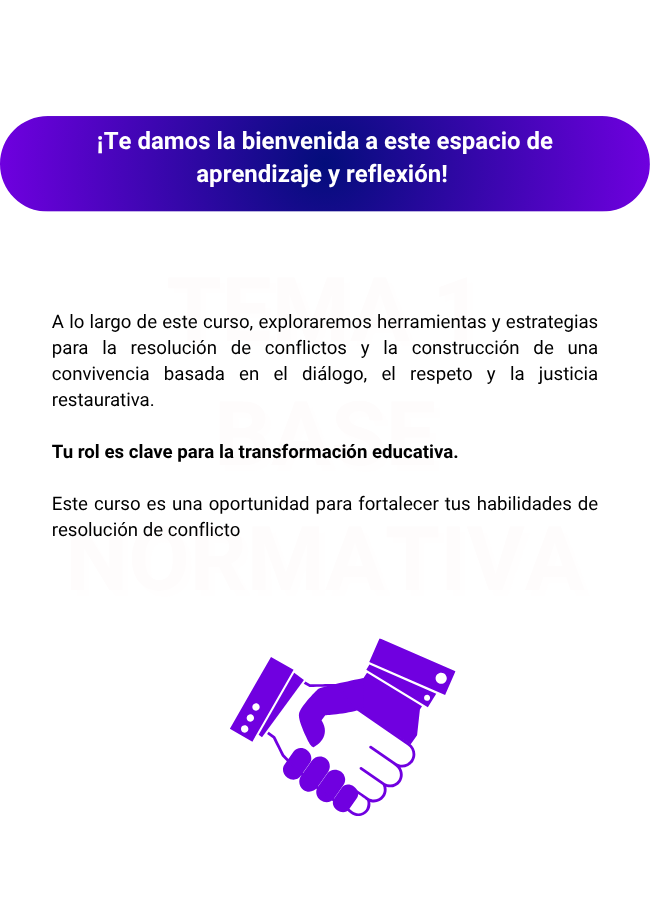 ¡Te damos la bienvenida a este espacio de
aprendizaje y reflexión!
TEMA 1
A lo largo de este curso, exploraremos herramientas y estrategias
para la resolución de conflictos y la construcción de una
convivencia basada en el diálogo, el respeto y la justicia
restaurativa.
BASE
Tu rol es clave para la transformación educativa.
Este curso es una oportunidad para fortalecer tus habilidades de
resolución de conflicto
NORMATIVA